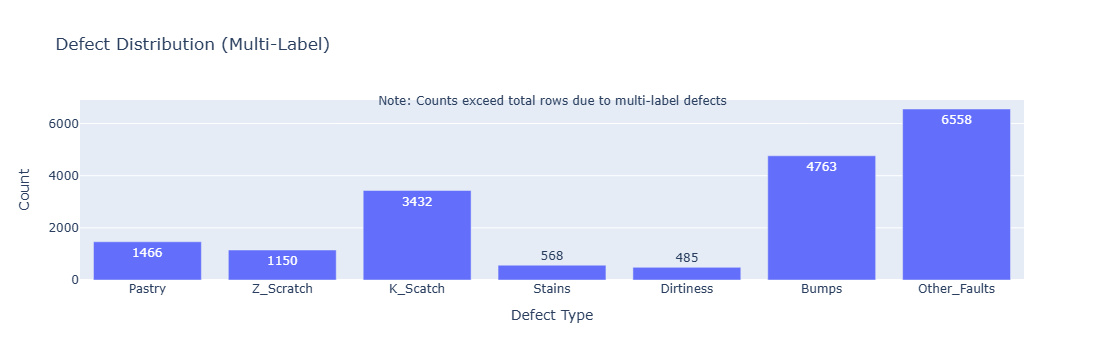 Defect Distribution (Multi-Label)
Note: Counts exceed total rows due to multi-label defects
Count
6000
4000
2000
0
1466
1150
3432
568
485
4763
6558
Pastry
Z_Scratch
K_Scatch
Stains
Dirtiness
Bumps
Other_Faults
Defect Type